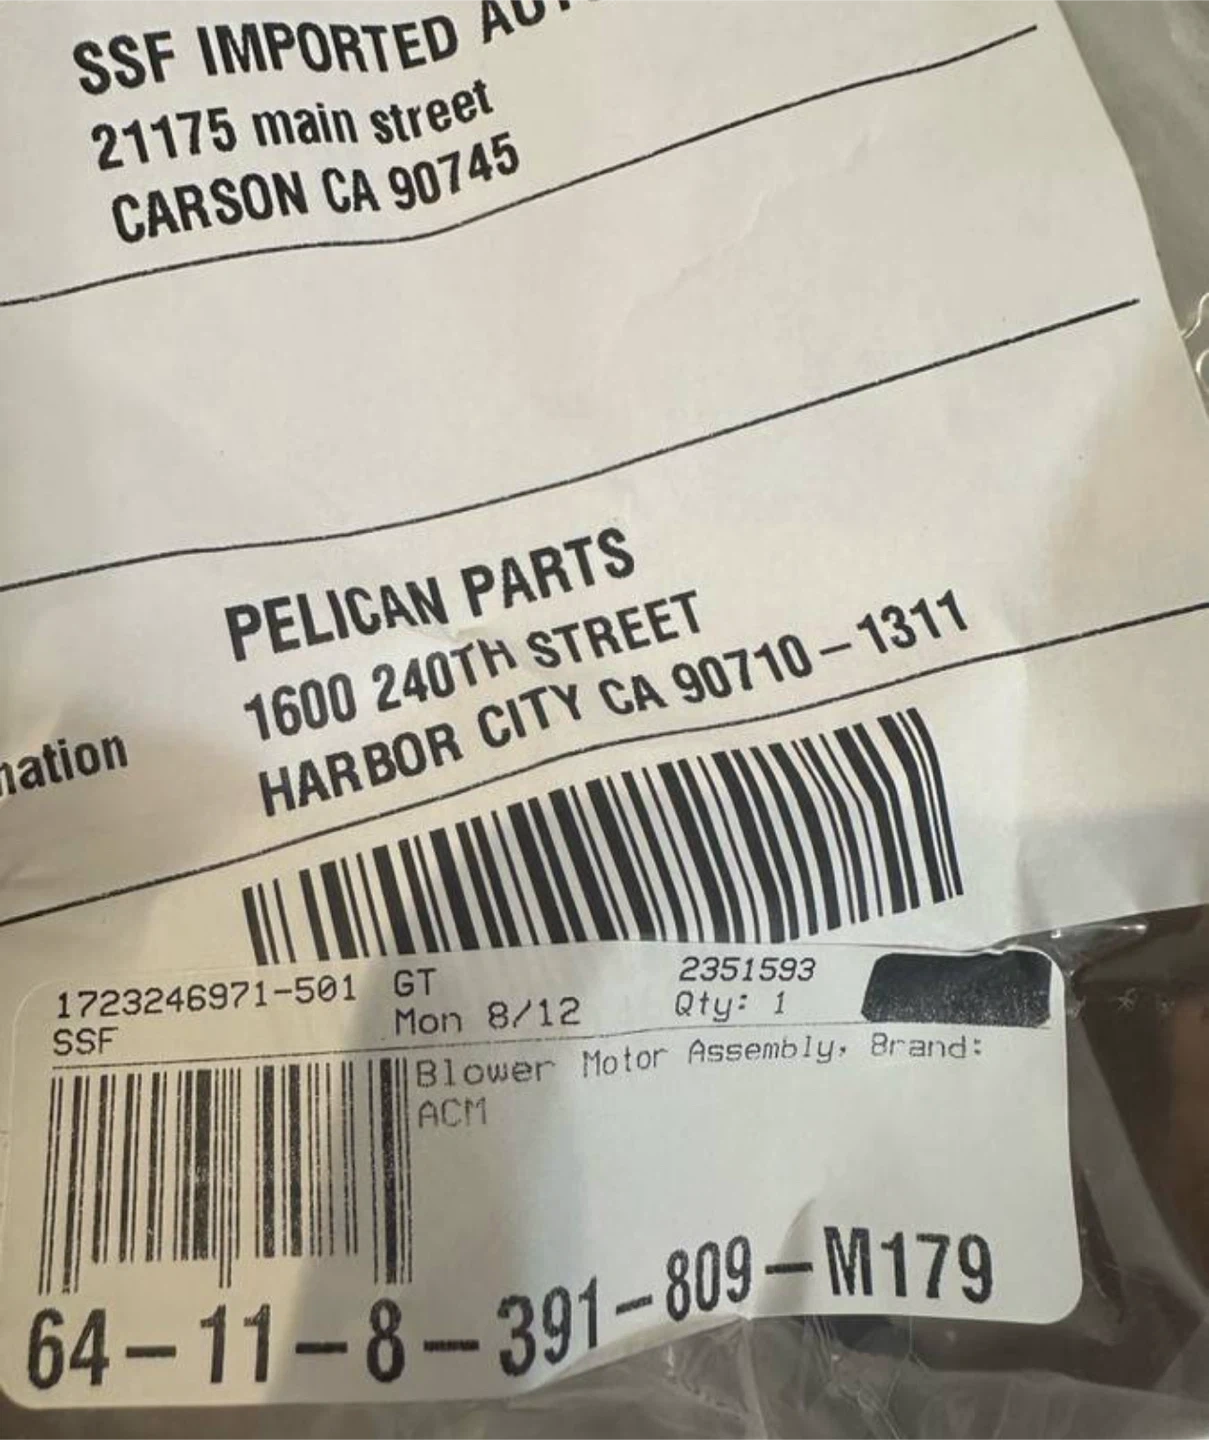 SSF IMPORTED
21175 main street
CARSON CA 90745
PELICAN PARTS
1600 240TH STREET
HARBOR CITY CA 90710-1311
1723246971-501 GT 2351593
SSF Mon 8/12 Qty: 1
Blower Motor Assembly, Brand:
ACM
64-11-8-391-809-M179